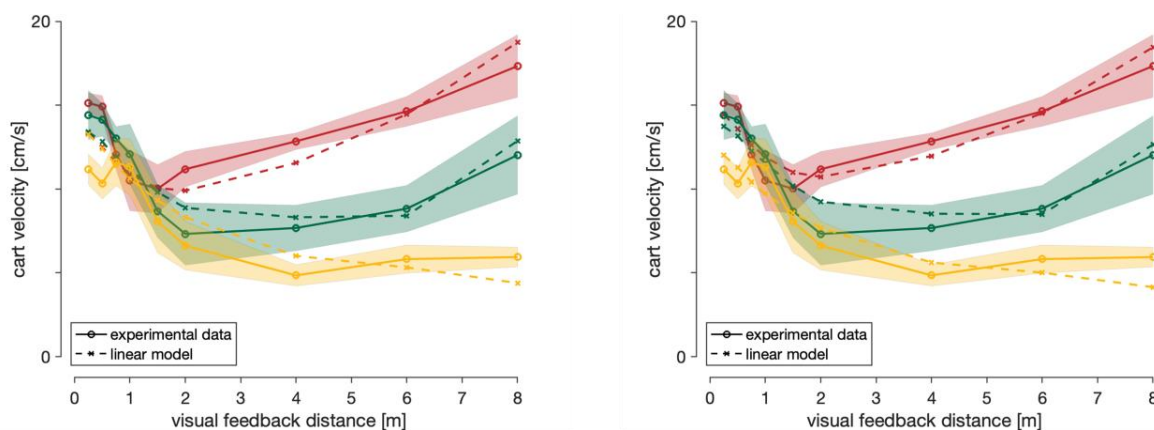 20
cart velocity [cm/s]
0
experimental data
linear model
0 1 2 3 4 5 6 7 8
visual feedback distance [m]
20
cart velocity [cm/s]
0
experimental data
linear model
0 1 2 3 4 5 6 7 8
visual feedback distance [m]